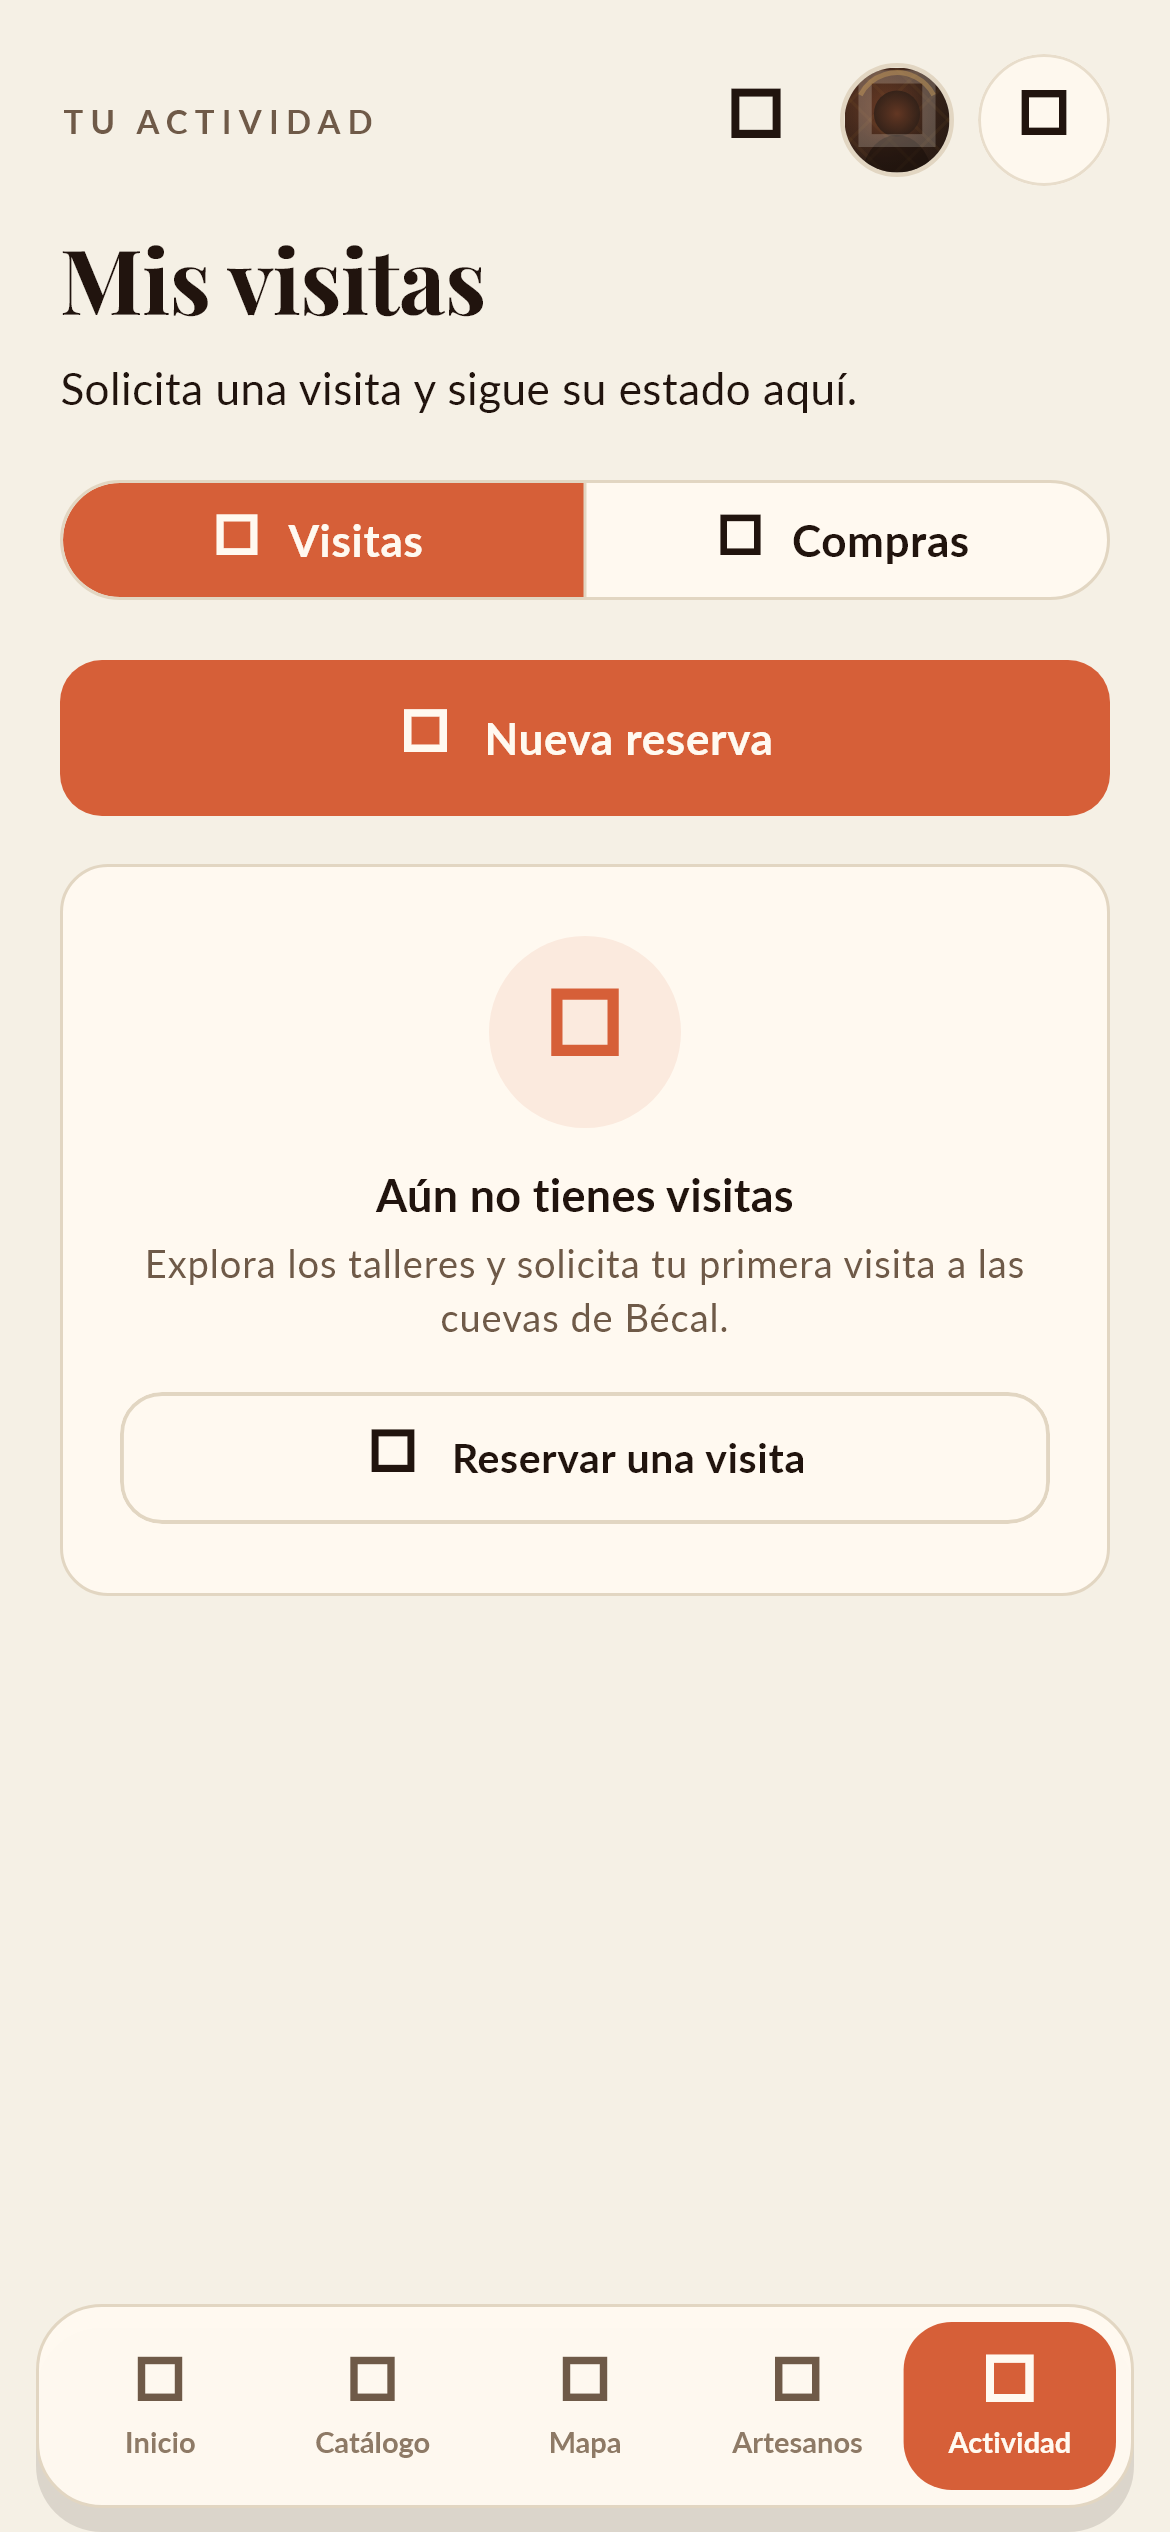 TU ACTIVIDAD
Mis visitas
Solicita una visita y sigue su estado aquí.
Visitas
Compras
Nueva reserva
Aún no tienes visitas
Explora los talleres y solicita tu primera visita a las
cuevas de Bécal.
Reservar una visita
Inicio
Catálogo
Mapa
Artesanos
Actividad